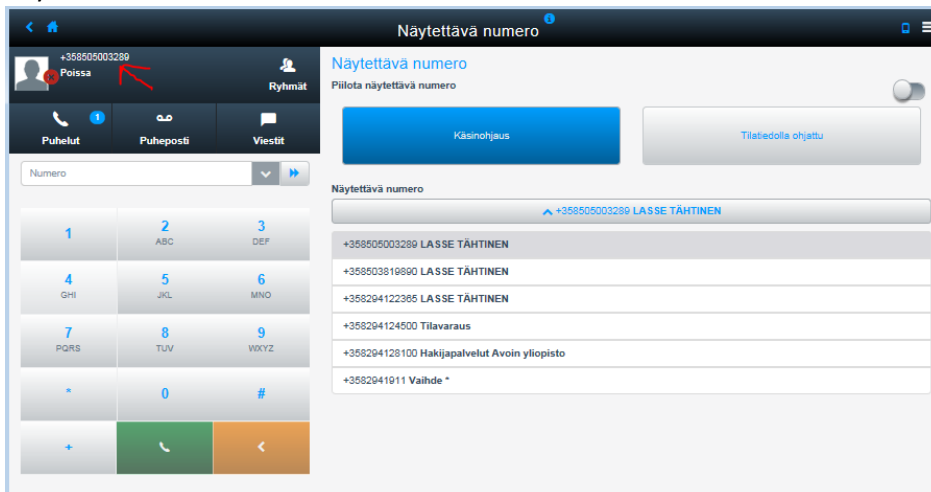 Näytettävä numero
+358505003289
Poissa
Ryhmät
Puhelut 1
Puheposti
Viestit
Numero
1
2
ABC
3
DEF
4
GHI
5
JKL
6
MNO
7
PQRS
8
TUV
9
WXYZ
*
0
#
+
Näytettävä numero
Piilota näytettävä numero
Käsinohjaus
Tilatiedolla ohjattu
Näytettävä numero
+358505003289 LASSE TÄHTINEN
+358505003289 LASSE TÄHTINEN
+358503819890 LASSE TÄHTINEN
+358294122365 LASSE TÄHTINEN
+358294124500 Tilavaraus
+358294128100 Hakijapalvelut Avoin yliopisto
+3582941911 Vaihde *